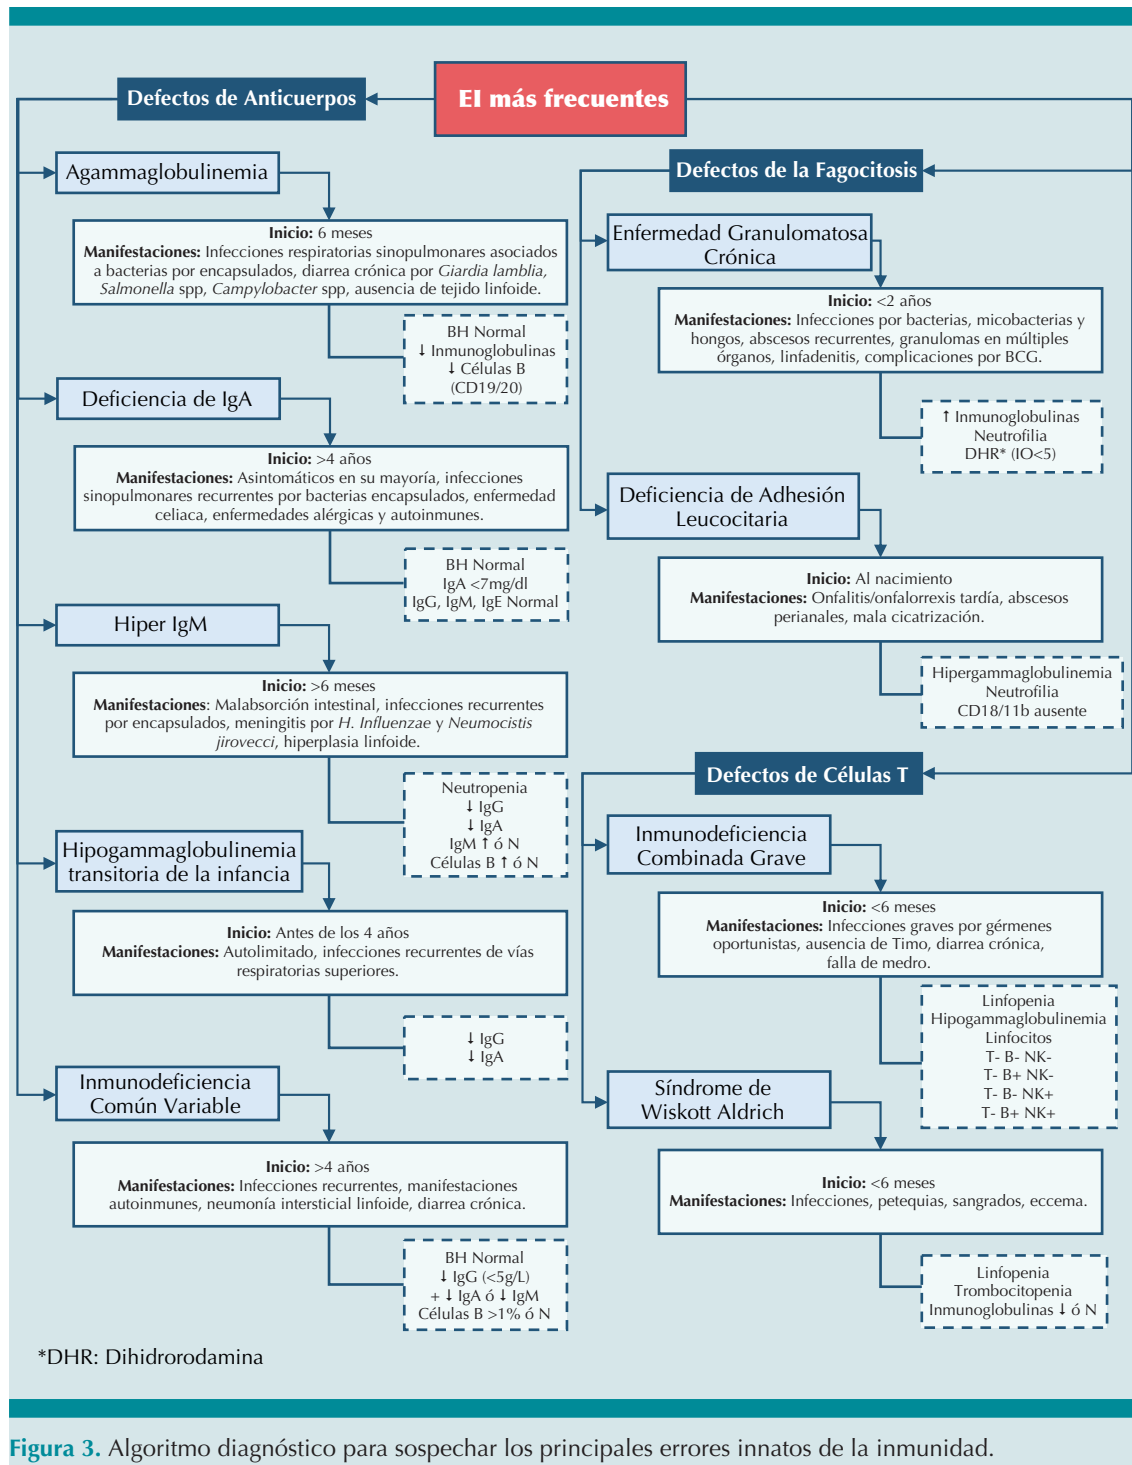 EI más frecuentes
Defectos de Anticuerpos
Agammaglobulinemia
Inicio: 6 meses
Manifestaciones: Infecciones respiratorias sinopulmonares asociados
a bacterias por encapsulados, diarrea crónica por Giardia lamblia,
Salmonella spp, Campylobacter spp, ausencia de tejido linfoide.
BH Normal
↓ Inmunoglobulinas
↓ Células B
(CD19/20)
Deficiencia de IgA
Inicio: >4 años
Manifestaciones: Asintomáticos en su mayoría, infecciones
sinopulmonares recurrentes por bacterias encapsulados, enfermedad
celiaca, enfermedades alérgicas y autoinmunes.
BH Normal
IgA <7mg/dl
IgG, IgM, IgE Normal
Hiper IgM
Inicio: >6 meses
Manifestaciones: Malabsorción intestinal, infecciones recurrentes
por encapsulados, meningitis por H. Influenzae y Neumocistis
jirovecci, hiperplasia linfoide.
Neutropenia
↓ IgG
↓ IgA
IgM ↑ ó N
Células B ↑ ó N
Hipogammaglobulinemia
transitoria de la infancia
Inicio: Antes de los 4 años
Manifestaciones: Autolimitado, infecciones recurrentes de vías
respiratorias superiores.
↓ IgG
↓ IgA
Inmunodeficiencia
Común Variable
Inicio: >4 años
Manifestaciones: Infecciones recurrentes, manifestaciones
autoinmunes, neumonía intersticial linfoide, diarrea crónica.
BH Normal
↓ IgG (<5g/L)
+ ↓ IgA ó ↓ IgM
Células B >1% ó N
Defectos de la Fagocitosis
Enfermedad Granulomatosa
Crónica
Inicio: <2 años
Manifestaciones: Infecciones por bacterias, micobacterias y
hongos, abscesos recurrentes, granulomas en múltiples
órganos, linfadenitis, complicaciones por BCG.
↑ Inmunoglobulinas
Neutrofilia
DHR* (IO<5)
Deficiencia de Adhesión
Leucocitaria
Inicio: Al nacimiento
Manifestaciones: Onfalitis/onfalorrexis tardía, abscesos
perianales, mala cicatrización.
Hipergammaglobulinemia
Neutrofilia
CD18/11b ausente
Defectos de Células T
Inmunodeficiencia
Combinada Grave
Inicio: <6 meses
Manifestaciones: Infecciones graves por gérmenes
oportunistas, ausencia de Timo, diarrea crónica,
falla de medro.
Linfopenia
Hipogammaglobulinemia
Linfocitos
T- B- NK-
T- B+ NK-
T- B- NK+
T- B+ NK+
Síndrome de
Wiskott Aldrich
Inicio: <6 meses
Manifestaciones: Infecciones, petequias, sangrados, eccema.
Linfopenia
Trombocitopenia
Inmunoglobulinas ↓ ó N
*DHR: Dihidrorodamina
Figura 3. Algoritmo diagnóstico para sospechar los principales errores innatos de la inmunidad.